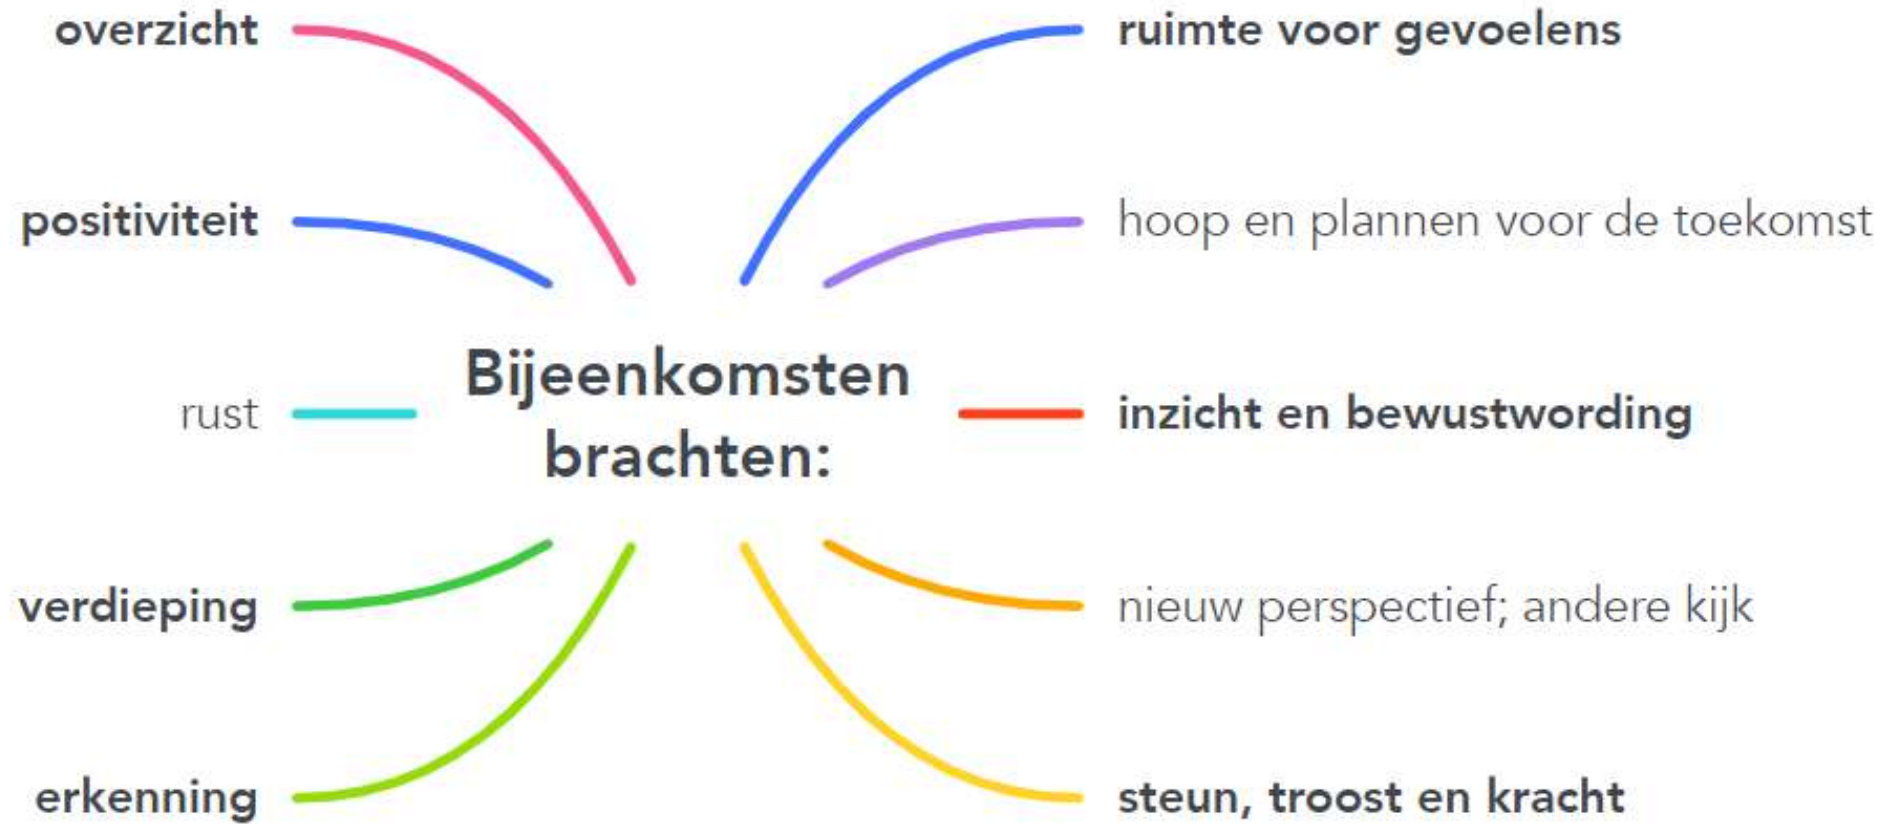 overzicht
ruimte voor gevoelens
positiviteit
hoop en plannen voor de toekomst
Bijeenkomsten
brachten:
rust
inzicht en bewustwording
verdieping
nieuw perspectief; andere kijk
erkenning
steun, troost en kracht